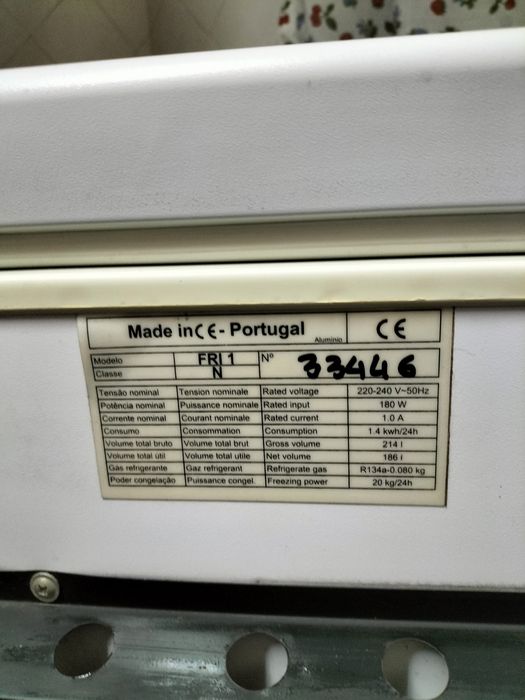 Made in CE - Portugal Aluminio CE
Modelo FRI 1 Nº 33446
Classe N
Tensão nominal Tension nominale Rated voltage 220-240 V~50Hz
Potência nominal Puissance nominale Rated input 180 W
Corrente nominal Courant nominale Rated current 1.0 A
Consumo Consommation Consumption 1.4 kwh/24h
Volume total bruto Volume total brut Gross volume 214 l
Volume total útil Volume total utile Net volume 186 l
Gás refrigerante Gaz refrigerant Refrigerate gas R134a-0.080 kg
Poder congelação Puissance congel. Freezing power 20 kg/24h